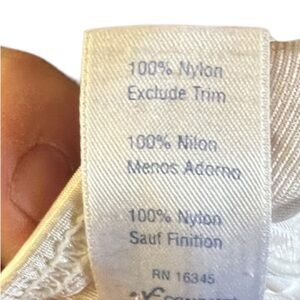 100% Nylon
Exclude Trim
100% Nilon
Menos Adorno
100% Nylon
Sauf Finition
RN 16345